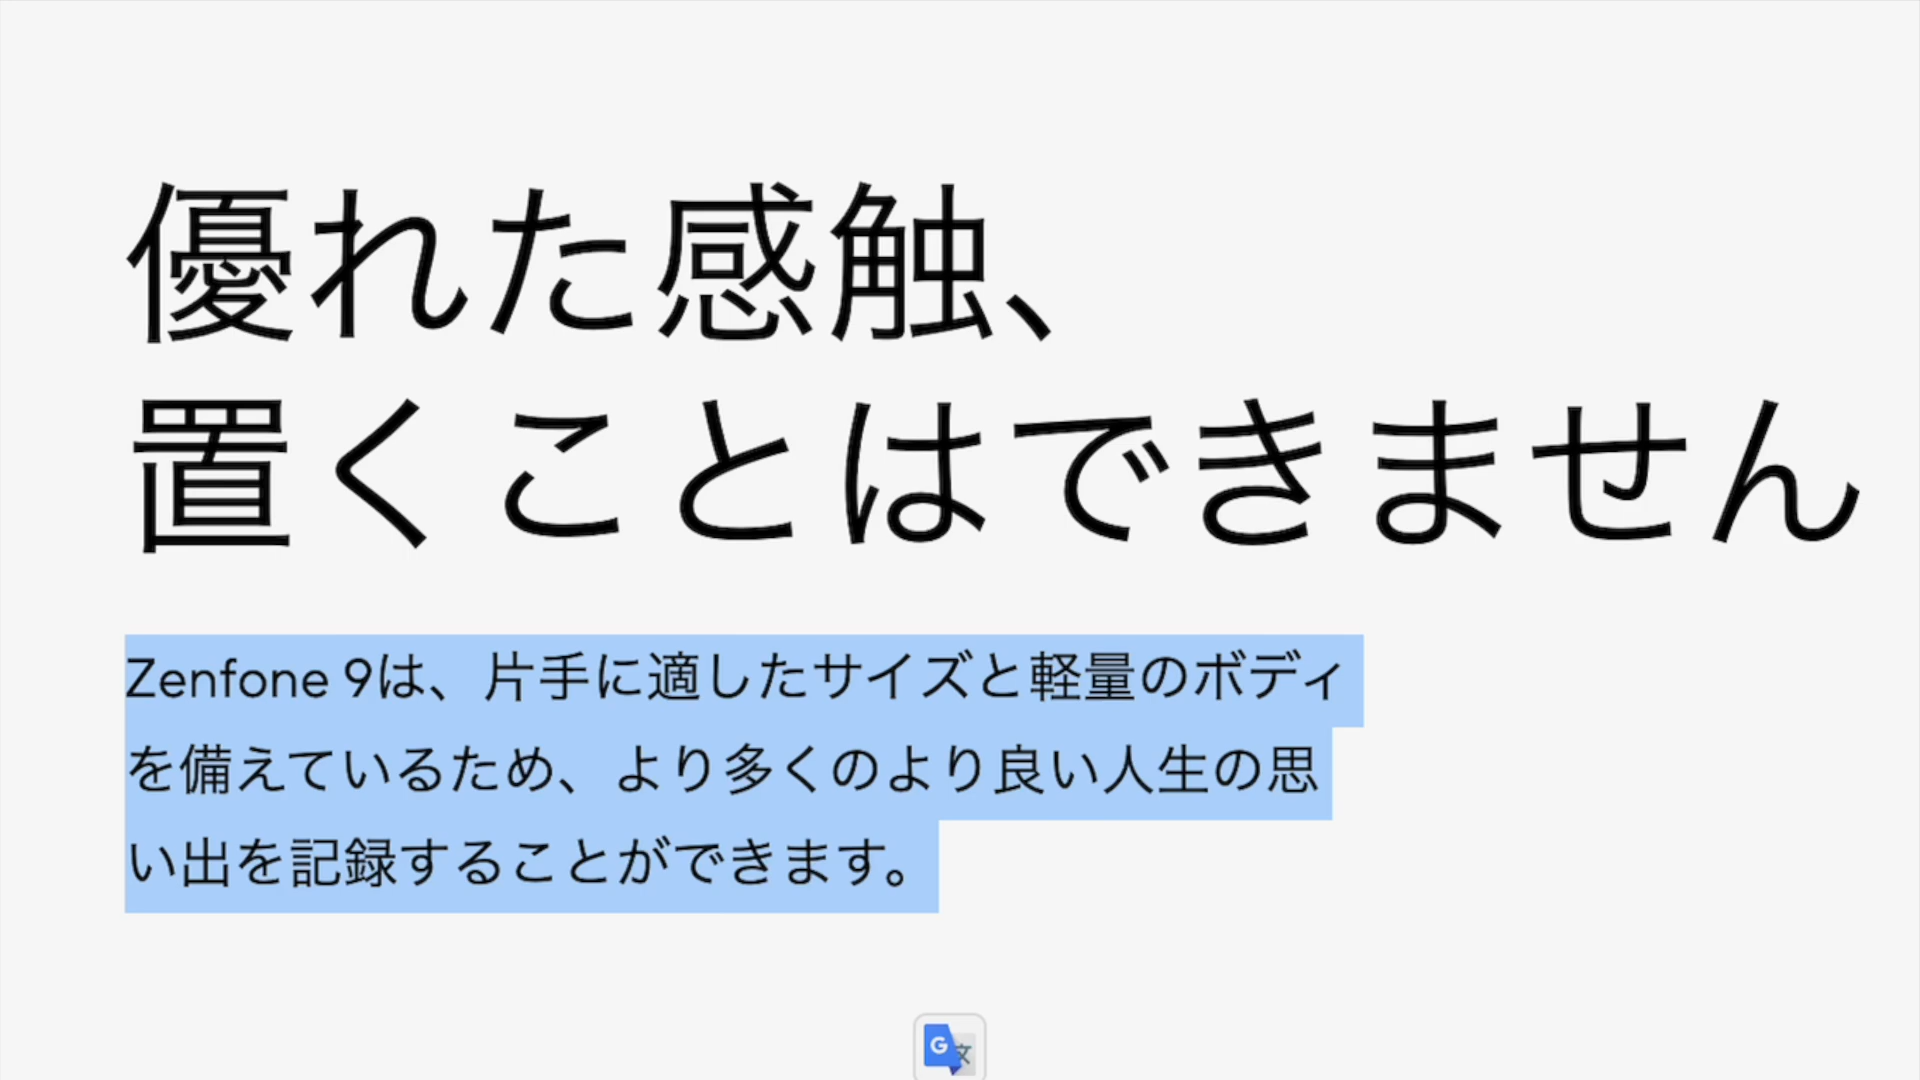 優れた感触、
置くことはできません
Zenfone 9は、片手に適したサイズと軽量のボディ
を備えているため、より多くのより良い人生の思
い出を記録することができます。
G 文